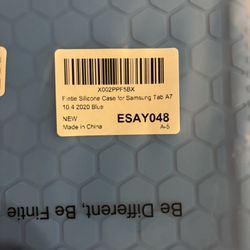 X002PPF5BX
Fintie Silicone Case for Samsung Tab A7
10 4 2020 Blue
NEW
ESAY048
Made in China
A-5
Be Different, Be Fintie